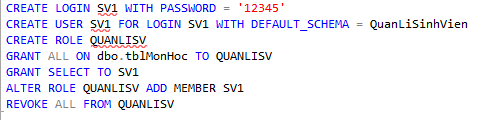 CREATE LOGIN SV1 WITH PASSWORD = '12345'
CREATE USER SV1 FOR LOGIN SV1 WITH DEFAULT_SCHEMA = QuanLiSinhVien
CREATE ROLE QUANLISV
GRANT ALL ON dbo.tblMonHoc TO QUANLISV
GRANT SELECT TO SV1
ALTER ROLE QUANLISV ADD MEMBER SV1
REVOKE ALL FROM QUANLISV